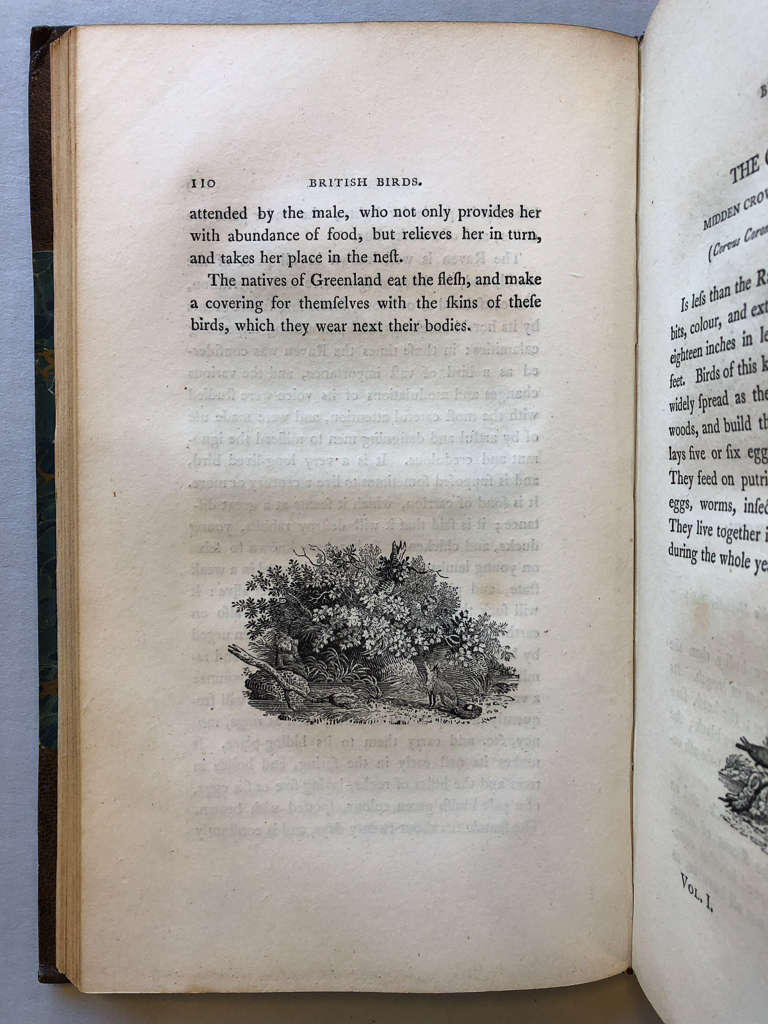 110 BRITISH BIRDS.
attended by the male, who not only provides her
with abundance of food, but relieves her in turn,
and takes her place in the neſt.
The natives of Greenland eat the fleſh, and make
a covering for themſelves with the ſkins of theſe
birds, which they wear next their bodies.
B
THE
MIDDEN CROW
(Corvus Coron
Is leſs than the Ra
bits, colour, and ext
eighteen inches in le
feet. Birds of this k
widely ſpread as the
woods, and build th
lays five or ſix egg
They feed on putri
eggs, worms, inſec
They live together i
during the whole ye
VOL. I.